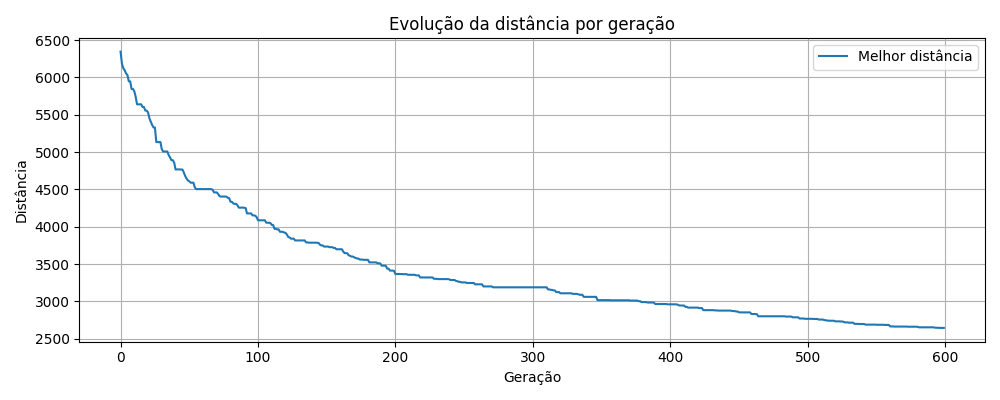 Evolução da distância por geração
Melhor distância
Distância
6500
6000
5500
5000
4500
4000
3500
3000
2500
0 100 200 300 400 500 600
Geração